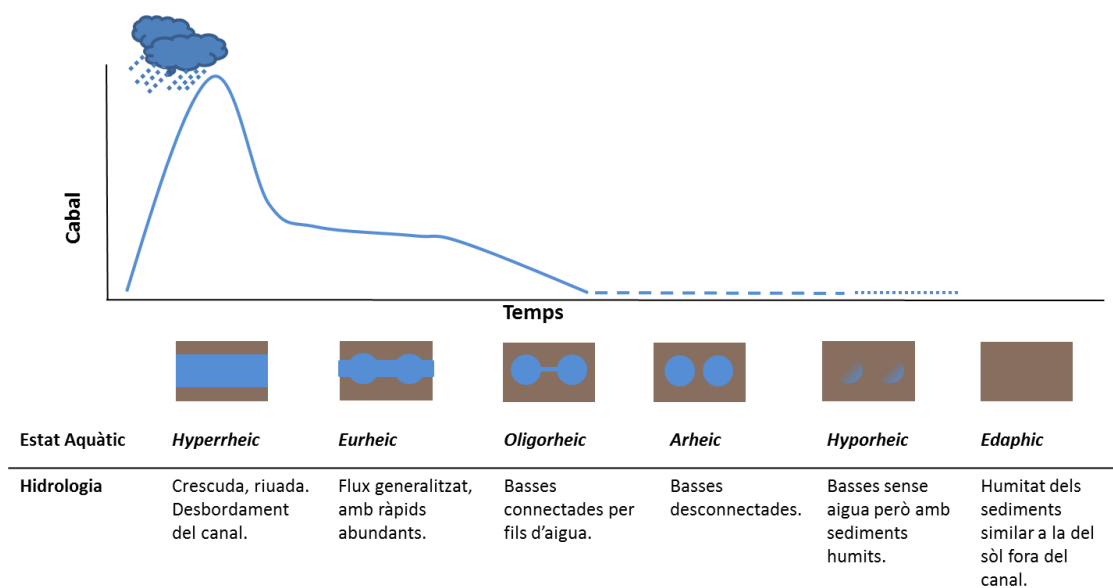 Cabal
Temps
Estat Aquàtic
Hyperrheic
Eurheic
Oligorheic
Arheic
Hyporheic
Edaphic
Hidrologia
Crescuda, riuada.
Desbordament
del canal.
Flux generalitzat,
amb ràpids
abundants.
Basses
connectades per
fils d’aigua.
Basses
desconnectades.
Basses sense
aigua però amb
sediments
humits.
Humitat dels
sediments
similar a la del
sòl fora del
canal.